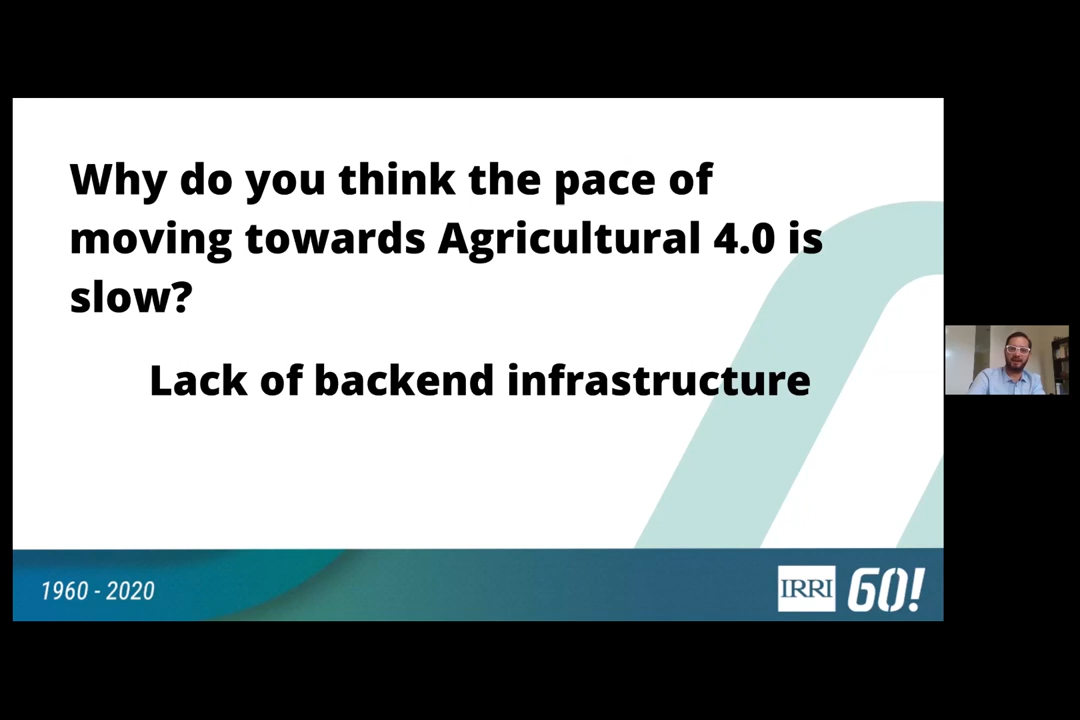 Why do you think the pace of
moving towards Agricultural 4.0 is
slow?
Lack of backend infrastructure
1960 - 2020
IRRI 60!